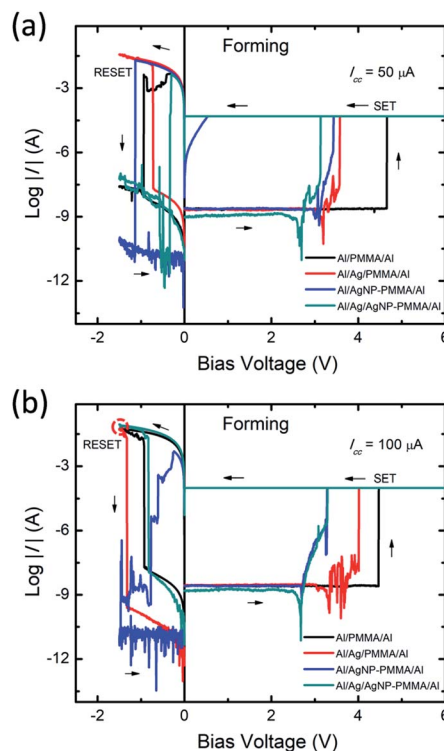 (a)
Forming
I_cc = 50 μA
RESET
SET
-3
-6
-9
-12
Log |I| (A)
Al/PMMA/Al
Al/Ag/PMMA/Al
Al/AgNP-PMMA/Al
Al/Ag/AgNP-PMMA/Al
-2 0 2 4 6
Bias Voltage (V)
(b)
Forming
I_cc = 100 μA
RESET
SET
-3
-6
-9
-12
Log |I| (A)
Al/PMMA/Al
Al/Ag/PMMA/Al
Al/AgNP-PMMA/Al
Al/Ag/AgNP-PMMA/Al
-2 0 2 4 6
Bias Voltage (V)